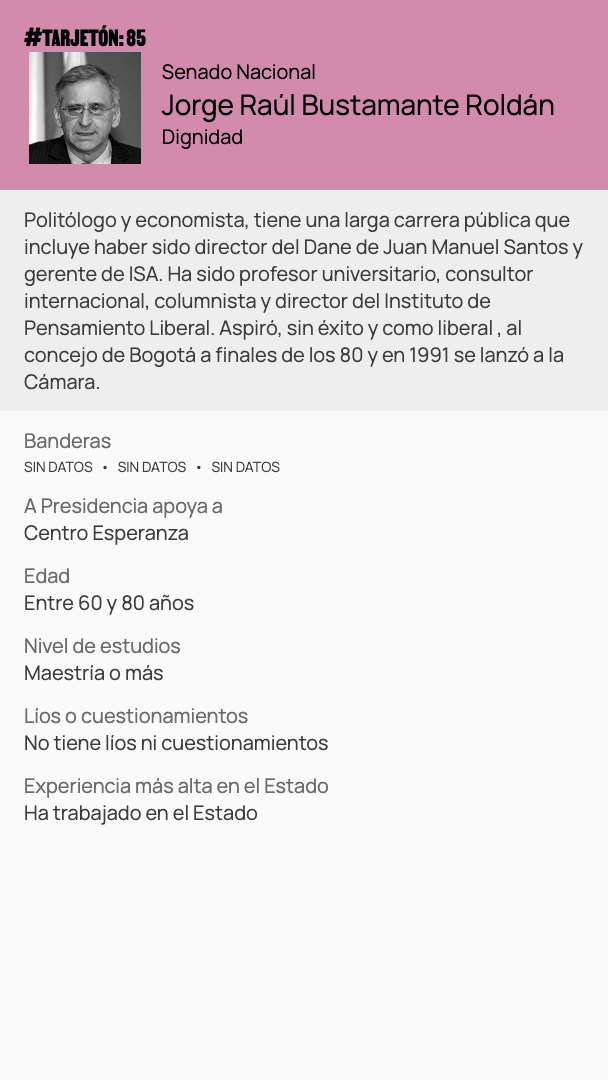 #TARJETÓN: 85
Senado Nacional
Jorge Raúl Bustamante Roldán
Dignidad
Politólogo y economista, tiene una larga carrera pública que
incluye haber sido director del Dane de Juan Manuel Santos y
gerente de ISA. Ha sido profesor universitario, consultor
internacional, columnista y director del Instituto de
Pensamiento Liberal. Aspiró, sin éxito y como liberal , al
concejo de Bogotá a finales de los 80 y en 1991 se lanzó a la
Cámara.
Banderas
SIN DATOS • SIN DATOS • SIN DATOS
A Presidencia apoya a
Centro Esperanza
Edad
Entre 60 y 80 años
Nivel de estudios
Maestría o más
Líos o cuestionamientos
No tiene líos ni cuestionamientos
Experiencia más alta en el Estado
Ha trabajado en el Estado